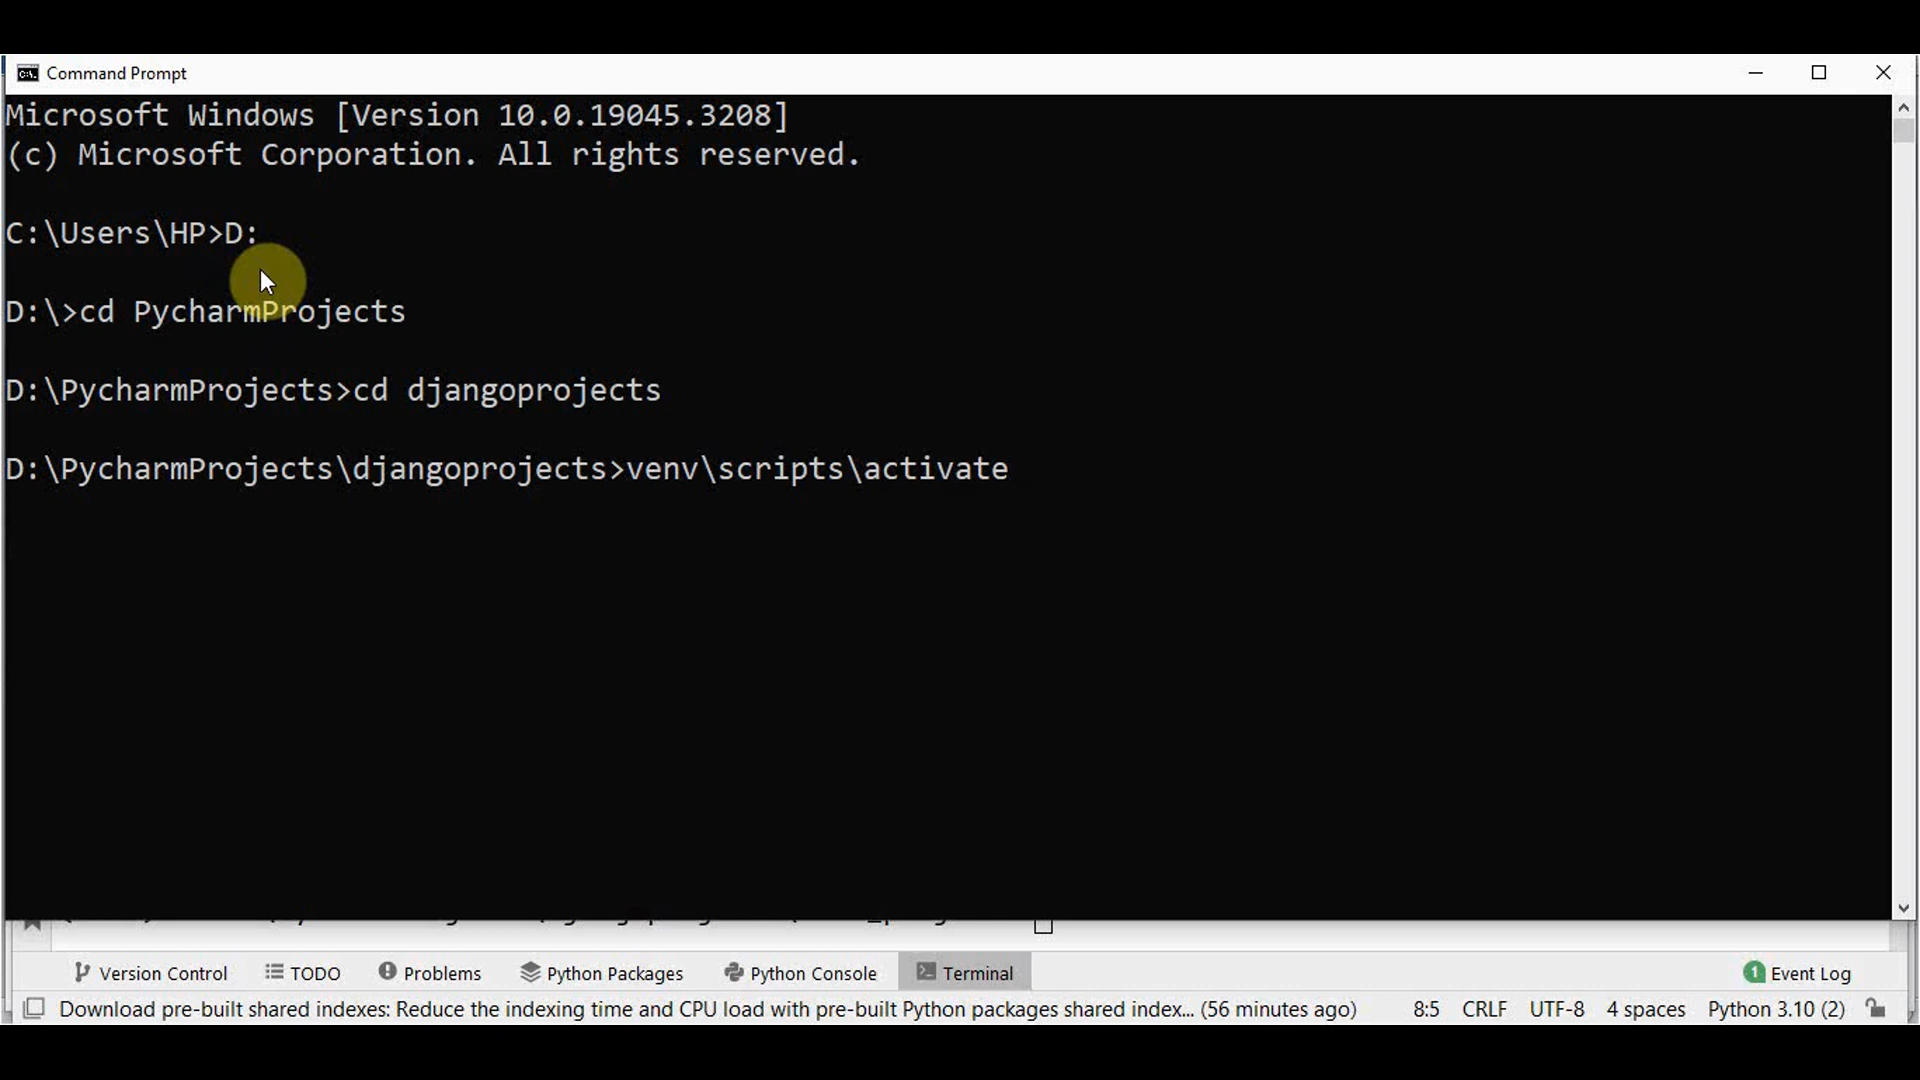 Command Prompt
Microsoft Windows [Version 10.0.19045.3208]
(c) Microsoft Corporation. All rights reserved.
C:\Users\HP>D:
D:\>cd PycharmProjects
D:\PycharmProjects>cd djangoprojects
D:\PycharmProjects\djangoprojects>venv\scripts\activate
Version Control TODO Problems Python Packages Python Console Terminal 1 Event Log
Download pre-built shared indexes: Reduce the indexing time and CPU load with pre-built Python packages shared index... (56 minutes ago) 8:5 CRLF UTF-8 4 spaces Python 3.10 (2)